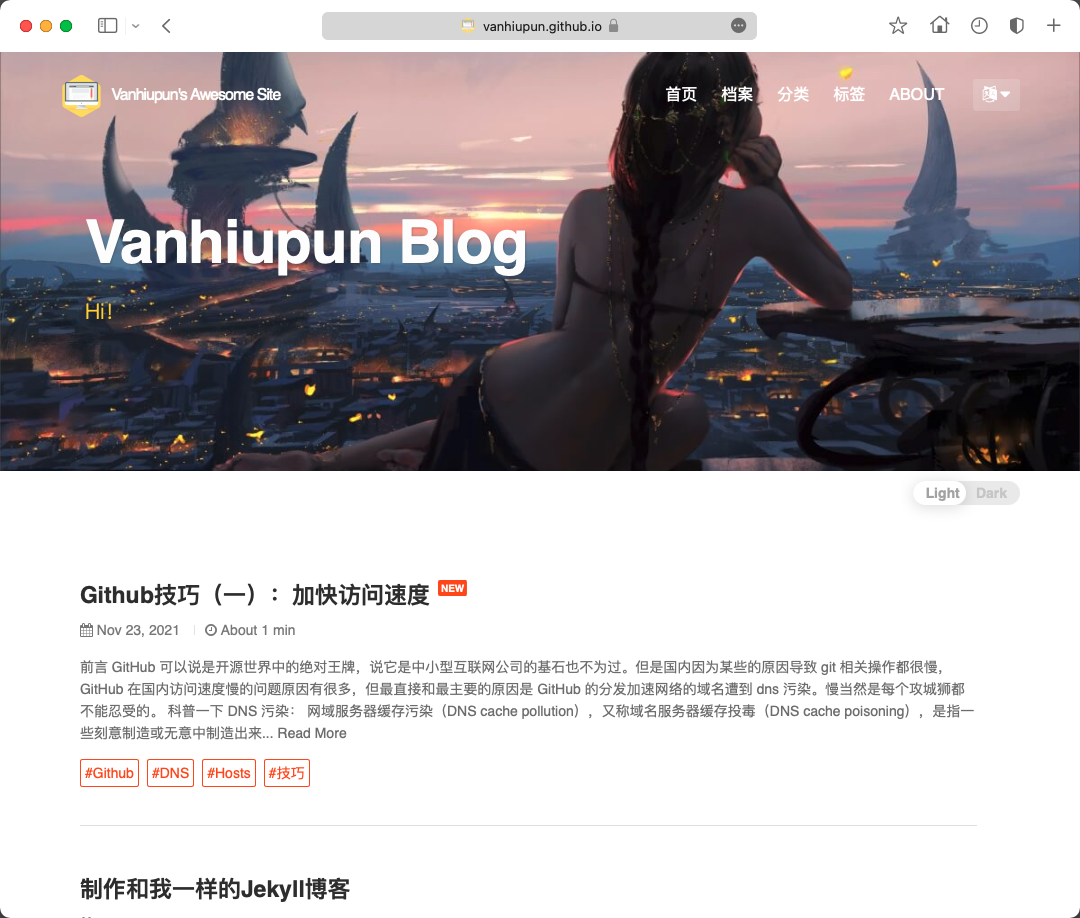 vanhiupun.github.io
Vanhiupun's Awesome Site
首页 档案 分类 标签 ABOUT
Vanhiupun Blog
Hi!
Light Dark
Github技巧（一）：加快访问速度 NEW
Nov 23, 2021 About 1 min
前言 GitHub 可以说是开源世界中的绝对王牌，说它是中小型互联网公司的基石也不为过。但是国内因为某些的原因导致 git 相关操作都很慢，
GitHub 在国内访问速度慢的问题原因有很多，但最直接和最主要的原因是 GitHub 的分发加速网络的域名遭到 dns 污染。慢当然是每个攻城狮都
不能忍受的。 科普一下 DNS 污染： 网域服务器缓存污染（DNS cache pollution），又称域名服务器缓存投毒（DNS cache poisoning），是指一
些刻意制造或无意中制造出来... Read More
#Github #DNS #Hosts #技巧
制作和我一样的Jekyll博客